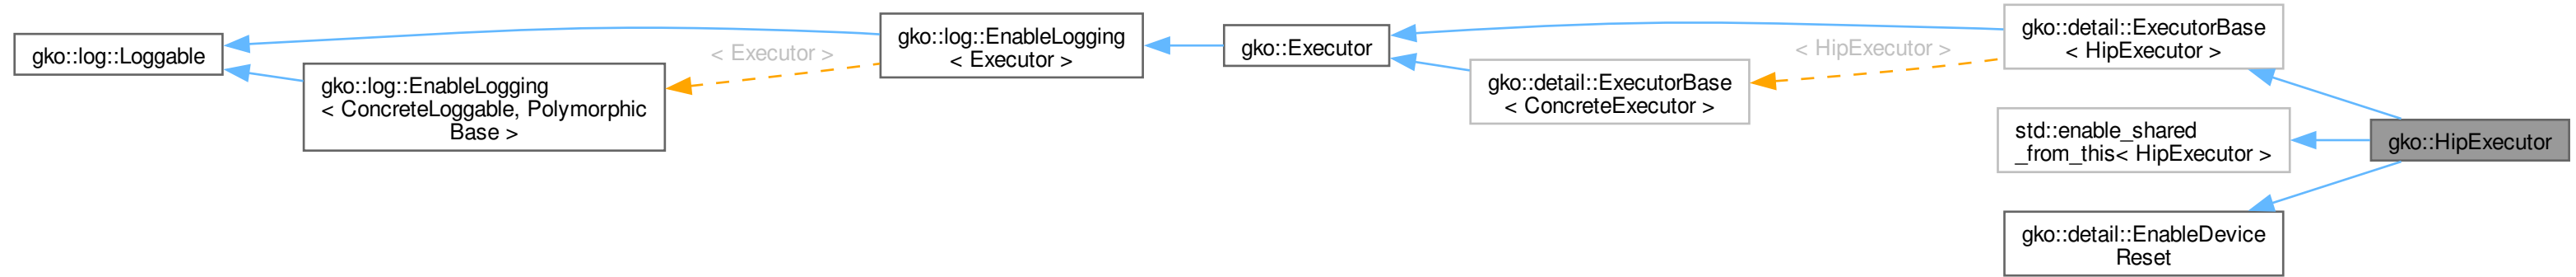 gko::log::Loggable
gko::log::EnableLogging
< ConcreteLoggable, Polymorphic
Base >
< Executor >
gko::log::EnableLogging
< Executor >
gko::Executor
gko::detail::ExecutorBase
< ConcreteExecutor >
< HipExecutor >
gko::detail::ExecutorBase
< HipExecutor >
std::enable_shared
_from_this< HipExecutor >
gko::detail::EnableDevice
Reset
gko::HipExecutor